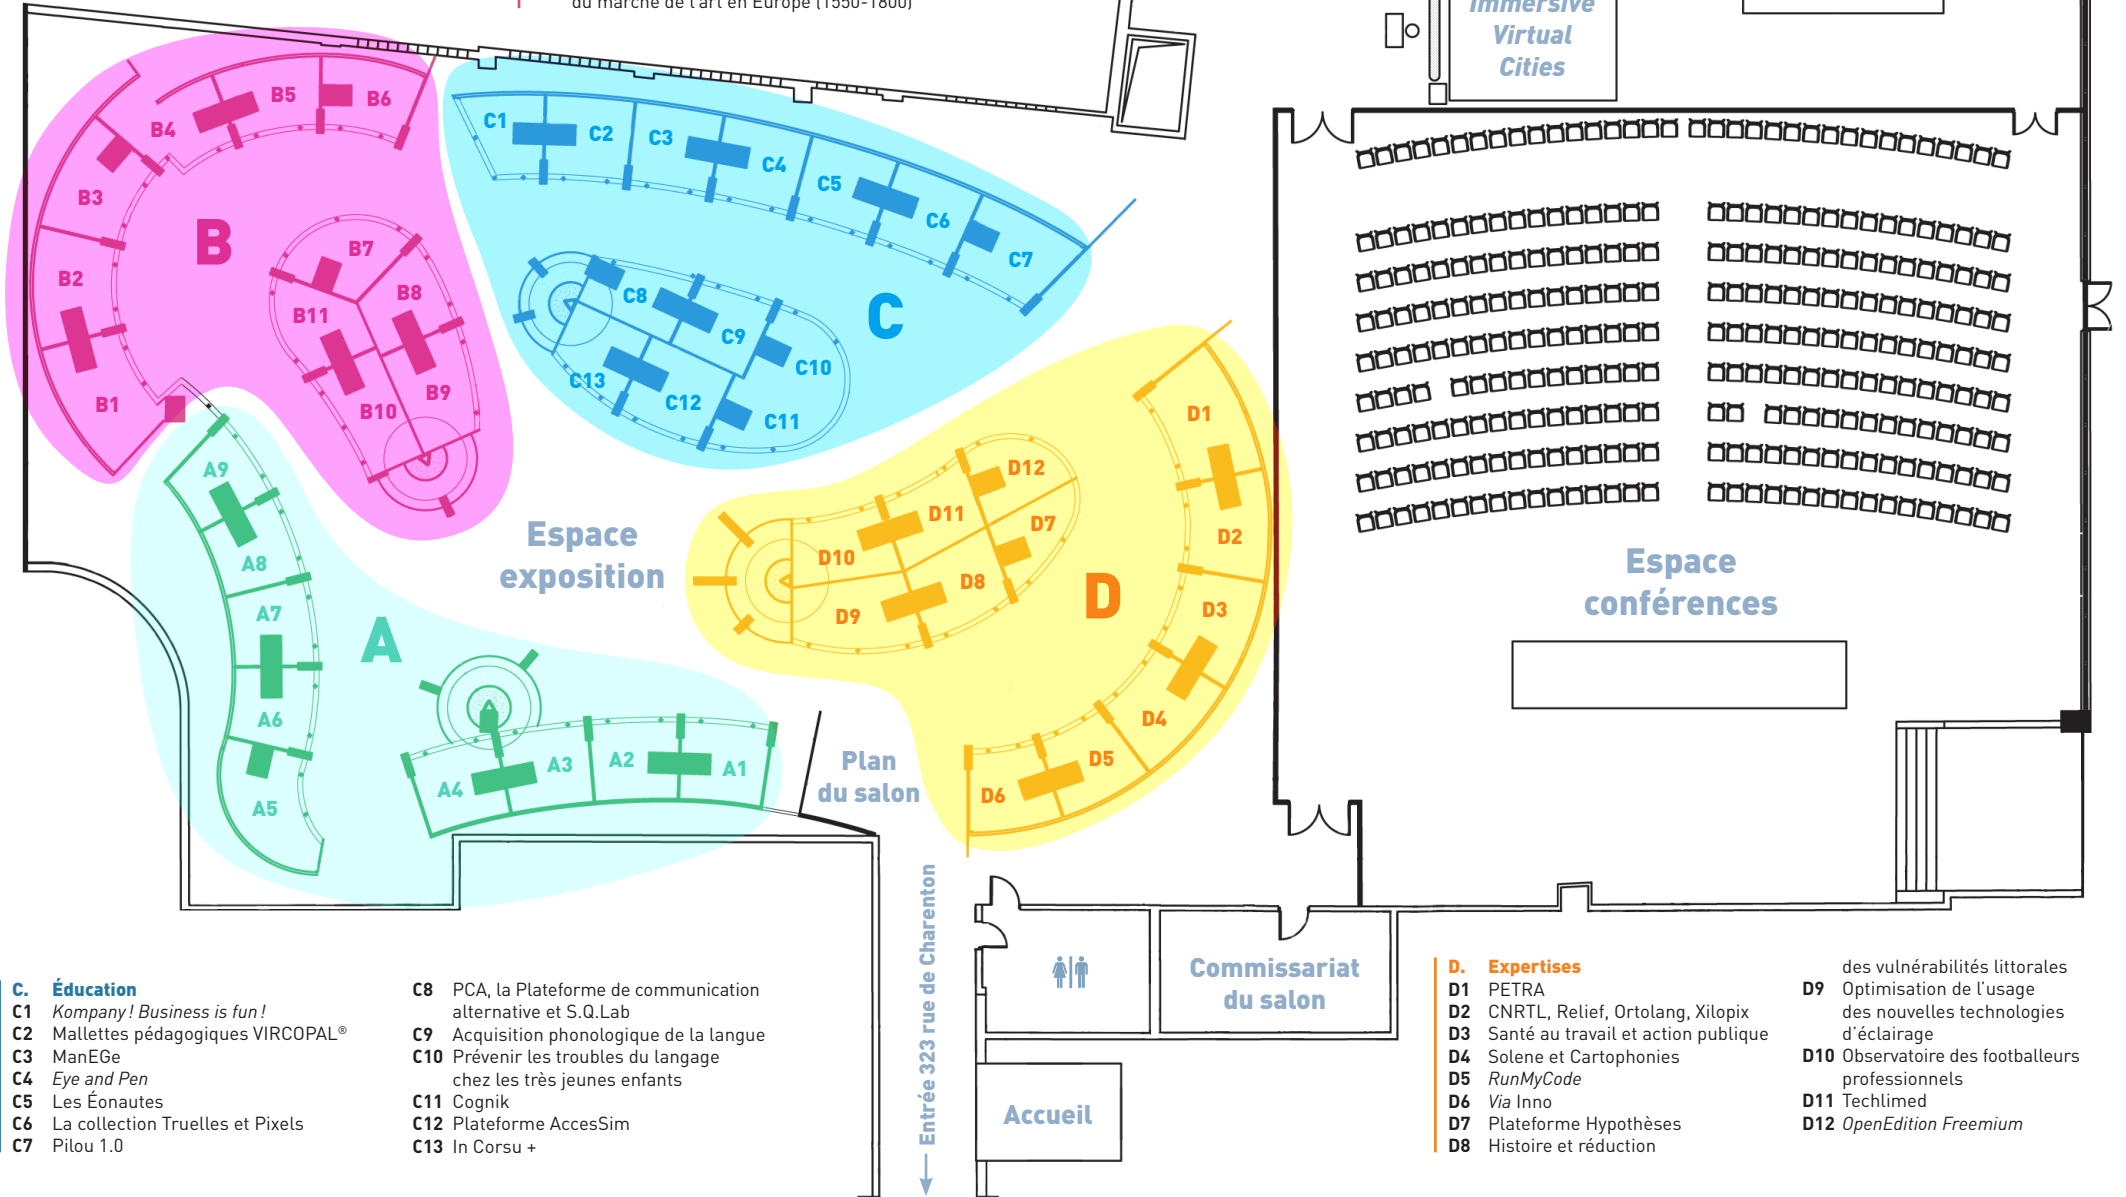 du marché de l'art en Europe (1550-1800)
Immersive
Virtual
Cities
B
B1
B2
B3
B4
B5
B6
B7
B8
B9
B10
B11
C
C1
C2
C3
C4
C5
C6
C7
C8
C9
C10
C11
C12
C13
A
A1
A2
A3
A4
A5
A6
A7
A8
A9
D
D1
D2
D3
D4
D5
D6
D7
D8
D9
D10
D11
D12
Espace
exposition
Espace
conférences
Plan
du salon
Entrée 323 rue de Charenton
Commissariat
du salon
Accueil
C. Éducation
C1 Kompany ! Business is fun !
C2 Mallettes pédagogiques VIRCOPAL®
C3 ManEGe
C4 Eye and Pen
C5 Les Éonautes
C6 La collection Truelles et Pixels
C7 Pilou 1.0
C8 PCA, la Plateforme de communication
alternative et S.Q.Lab
C9 Acquisition phonologique de la langue
C10 Prévenir les troubles du langage
chez les très jeunes enfants
C11 Cognik
C12 Plateforme AccesSim
C13 In Corsu +
D. Expertises
D1 PETRA
D2 CNRTL, Relief, Ortolang, Xilopix
D3 Santé au travail et action publique
D4 Solene et Cartophonies
D5 RunMyCode
D6 Via Inno
D7 Plateforme Hypothèses
D8 Histoire et réduction
des vulnérabilités littorales
D9 Optimisation de l'usage
des nouvelles technologies
d'éclairage
D10 Observatoire des footballeurs
professionnels
D11 Techlimed
D12 OpenEdition Freemium